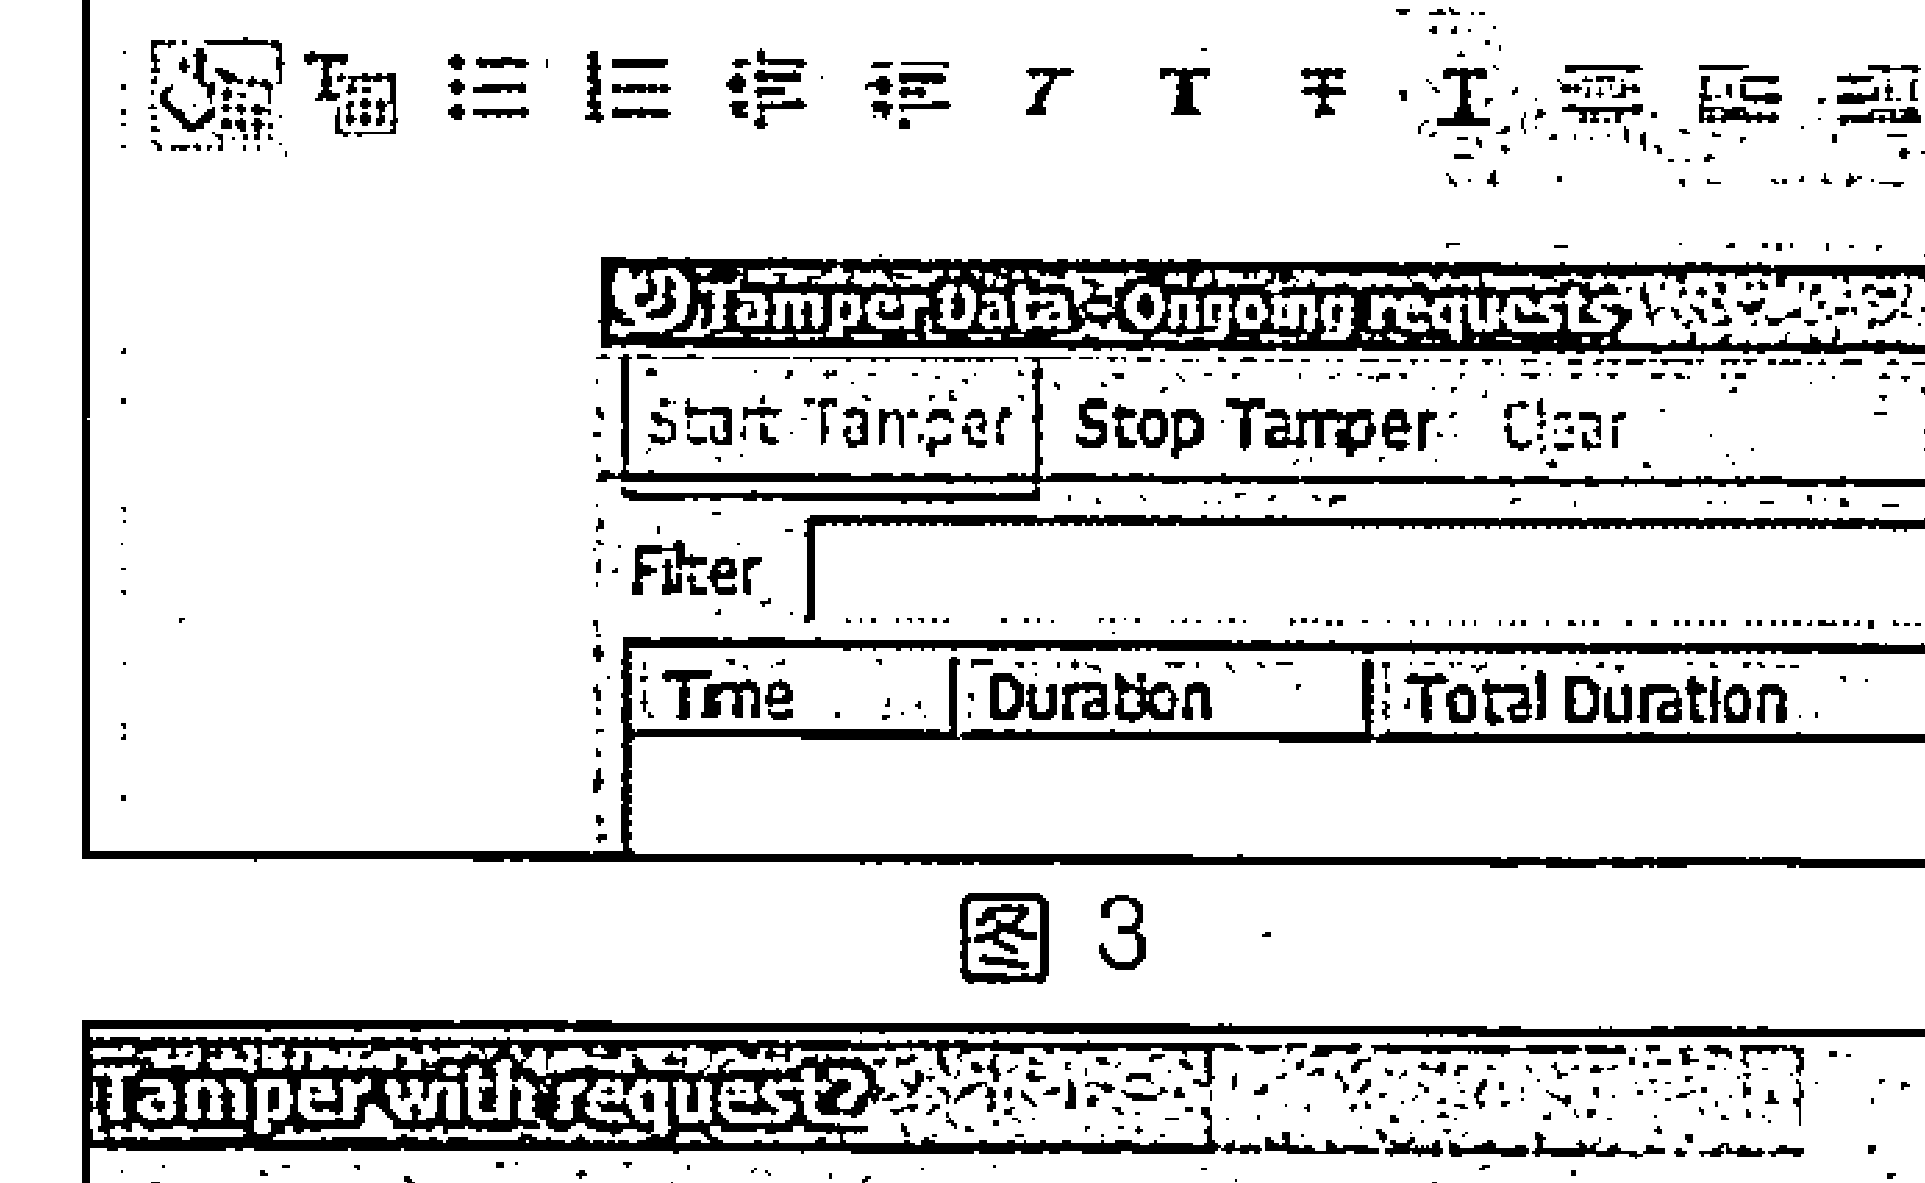 Tamper Data - Ongoing requests
Start Tamper Stop Tamper Clear
Filter
Time Duration Total Duration
图 3
Tamper with request?